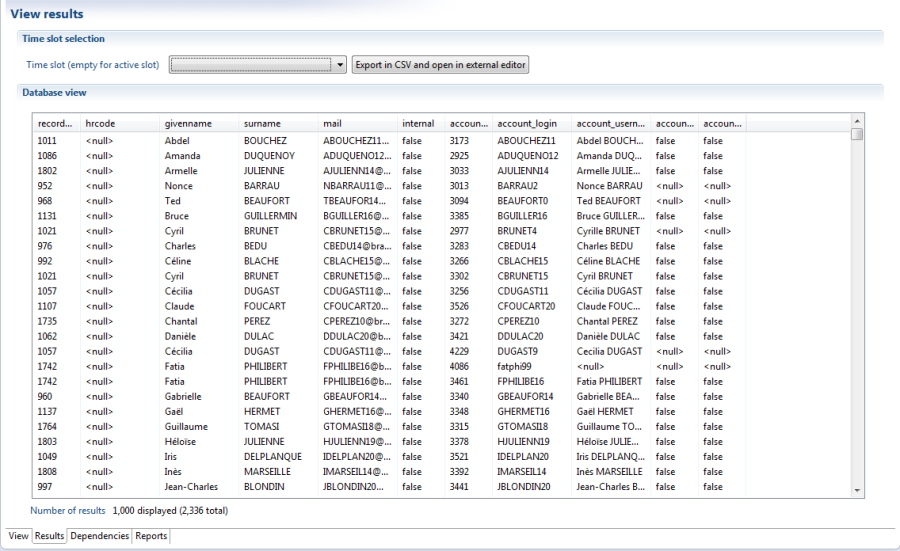 View results
Time slot selection
Time slot (empty for active slot) Export in CSV and open in external editor
Database view
record... hrcode givenname surname mail internal accoun... account_login account_usern... accoun... accoun...
1011 <null> Abdel BOUCHEZ ABOUCHEZ11... false 3173 ABOUCHEZ11 Abdel BOUCH... false false
1086 <null> Amanda DUQUENOY ADUQUENO12... false 2925 ADUQUENO12 Amanda DUQ... false false
1802 <null> Armelle JULIENNE AJULIENN14@... false 3033 AJULIENN14 Armelle JULIE... false false
952 <null> Nonce BARRAU NBARRAU11@... false 3013 BARRAU2 Nonce BARRAU <null> <null>
968 <null> Ted BEAUFORT TBEAUFOR14... false 3094 BEAUFORT0 Ted BEAUFORT <null> <null>
1131 <null> Bruce GUILLERMIN BGUILLER16@... false 3385 BGUILLER16 Bruce GUILLER... false false
1021 <null> Cyril BRUNET CBRUNET15@... false 2977 BRUNET4 Cyrille BRUNET <null> <null>
976 <null> Charles BEDU CBEDU14@bra... false 3283 CBEDU14 Charles BEDU false false
992 <null> Céline BLACHE CBLACHE15@... false 3266 CBLACHE15 Céline BLACHE false false
1021 <null> Cyril BRUNET CBRUNET15@... false 3302 CBRUNET15 Cyril BRUNET false false
1057 <null> Cécilia DUGAST CDUGAST11@... false 3256 CDUGAST11 Cécilia DUGAST false false
1107 <null> Claude FOUCART CFOUCART20... false 3526 CFOUCART20 Claude FOUC... false false
1735 <null> Chantal PEREZ CPEREZ10@br... false 3272 CPEREZ10 Chantal PEREZ false false
1062 <null> Danièle DULAC DDULAC20@b... false 3421 DDULAC20 Danièle DULAC false false
1057 <null> Cécilia DUGAST CDUGAST11@... false 4229 DUGAST9 Cecilia DUGAST <null> <null>
1742 <null> Fatia PHILIBERT FPHILIBE16@b... false 4086 fatphi99 <null> <null> <null>
1742 <null> Fatia PHILIBERT FPHILIBE16@b... false 3461 FPHILIBE16 Fatia PHILIBERT false false
960 <null> Gabrielle BEAUFORT GBEAUFOR14... false 3340 GBEAUFOR14 Gabrielle BEA... false false
1137 <null> Gaël HERMET GHERMET16@... false 3348 GHERMET16 Gaël HERMET false false
1764 <null> Guillaume TOMASI GTOMASI18@... false 3315 GTOMASI18 Guillaume TO... false false
1803 <null> Héloïse JULIENNE HJULIENN19@... false 3378 HJULIENN19 Héloïse JULIE... false false
1049 <null> Iris DELPLANQUE IDELPLAN20@... false 3521 IDELPLAN20 Iris DELPLANQ... false false
1808 <null> Inès MARSEILLE IMARSEIL14@... false 3392 IMARSEIL14 Inès MARSEILLE false false
997 <null> Jean-Charles BLONDIN JBLONDIN20... false 3441 JBLONDIN20 Jean-Charles B... false false
Number of results 1,000 displayed (2,336 total)
View Results Dependencies Reports